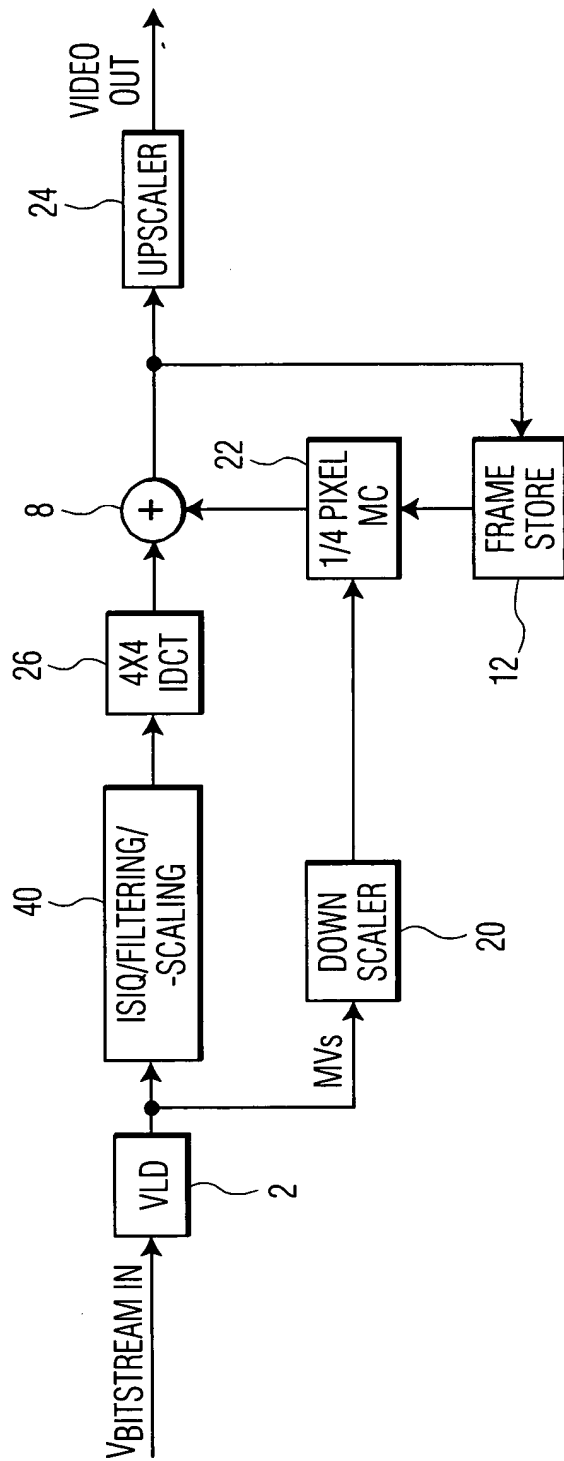 VBITSTREAM IN
VLD
2
MVs
40
ISIQ/FILTERING/
-SCALING
DOWN
SCALER
20
26
4X4
IDCT
8
+
22
1/4 PIXEL
MC
FRAME
STORE
12
24
UPSCALER
VIDEO
OUT